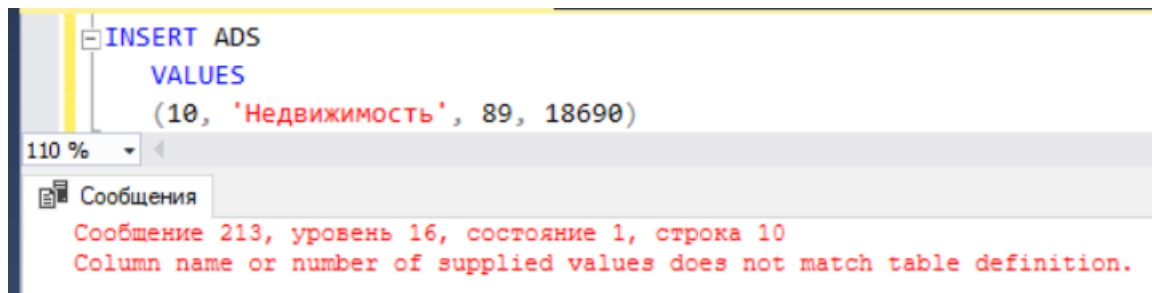 INSERT ADS
VALUES
(10, 'Недвижимость', 89, 18690)
110 %
Сообщения
Сообщение 213, уровень 16, состояние 1, строка 10
Column name or number of supplied values does not match table definition.